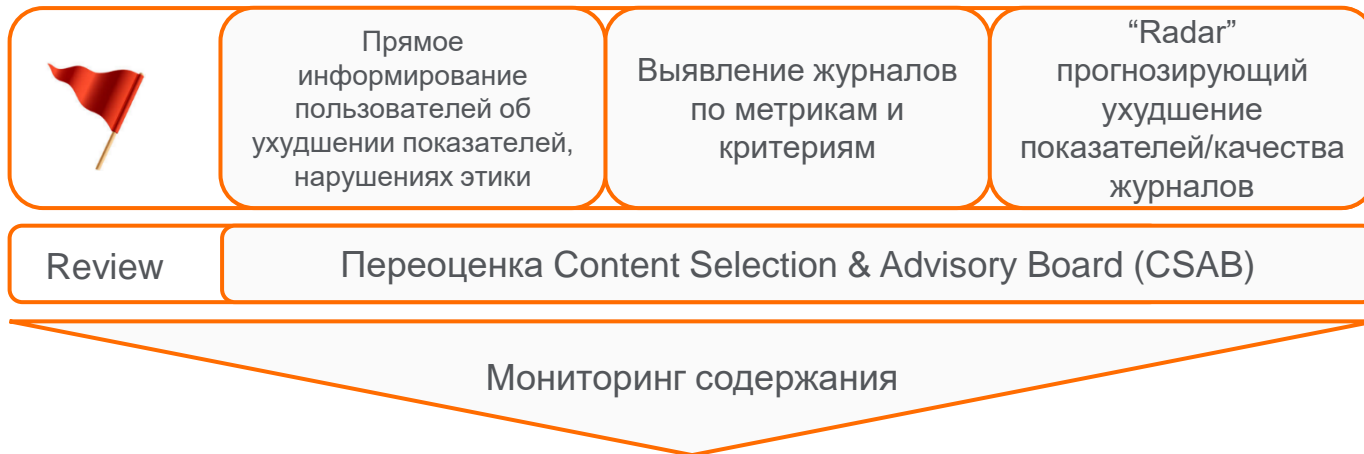 Прямое
информирование
пользователей об
ухудшении показателей,
нарушениях этики
Выявление журналов
по метрикам и
критериям
“Radar”
прогнозирующий
ухудшение
показателей/качества
журналов
Review
Переоценка Content Selection & Advisory Board (CSAB)
Мониторинг содержания